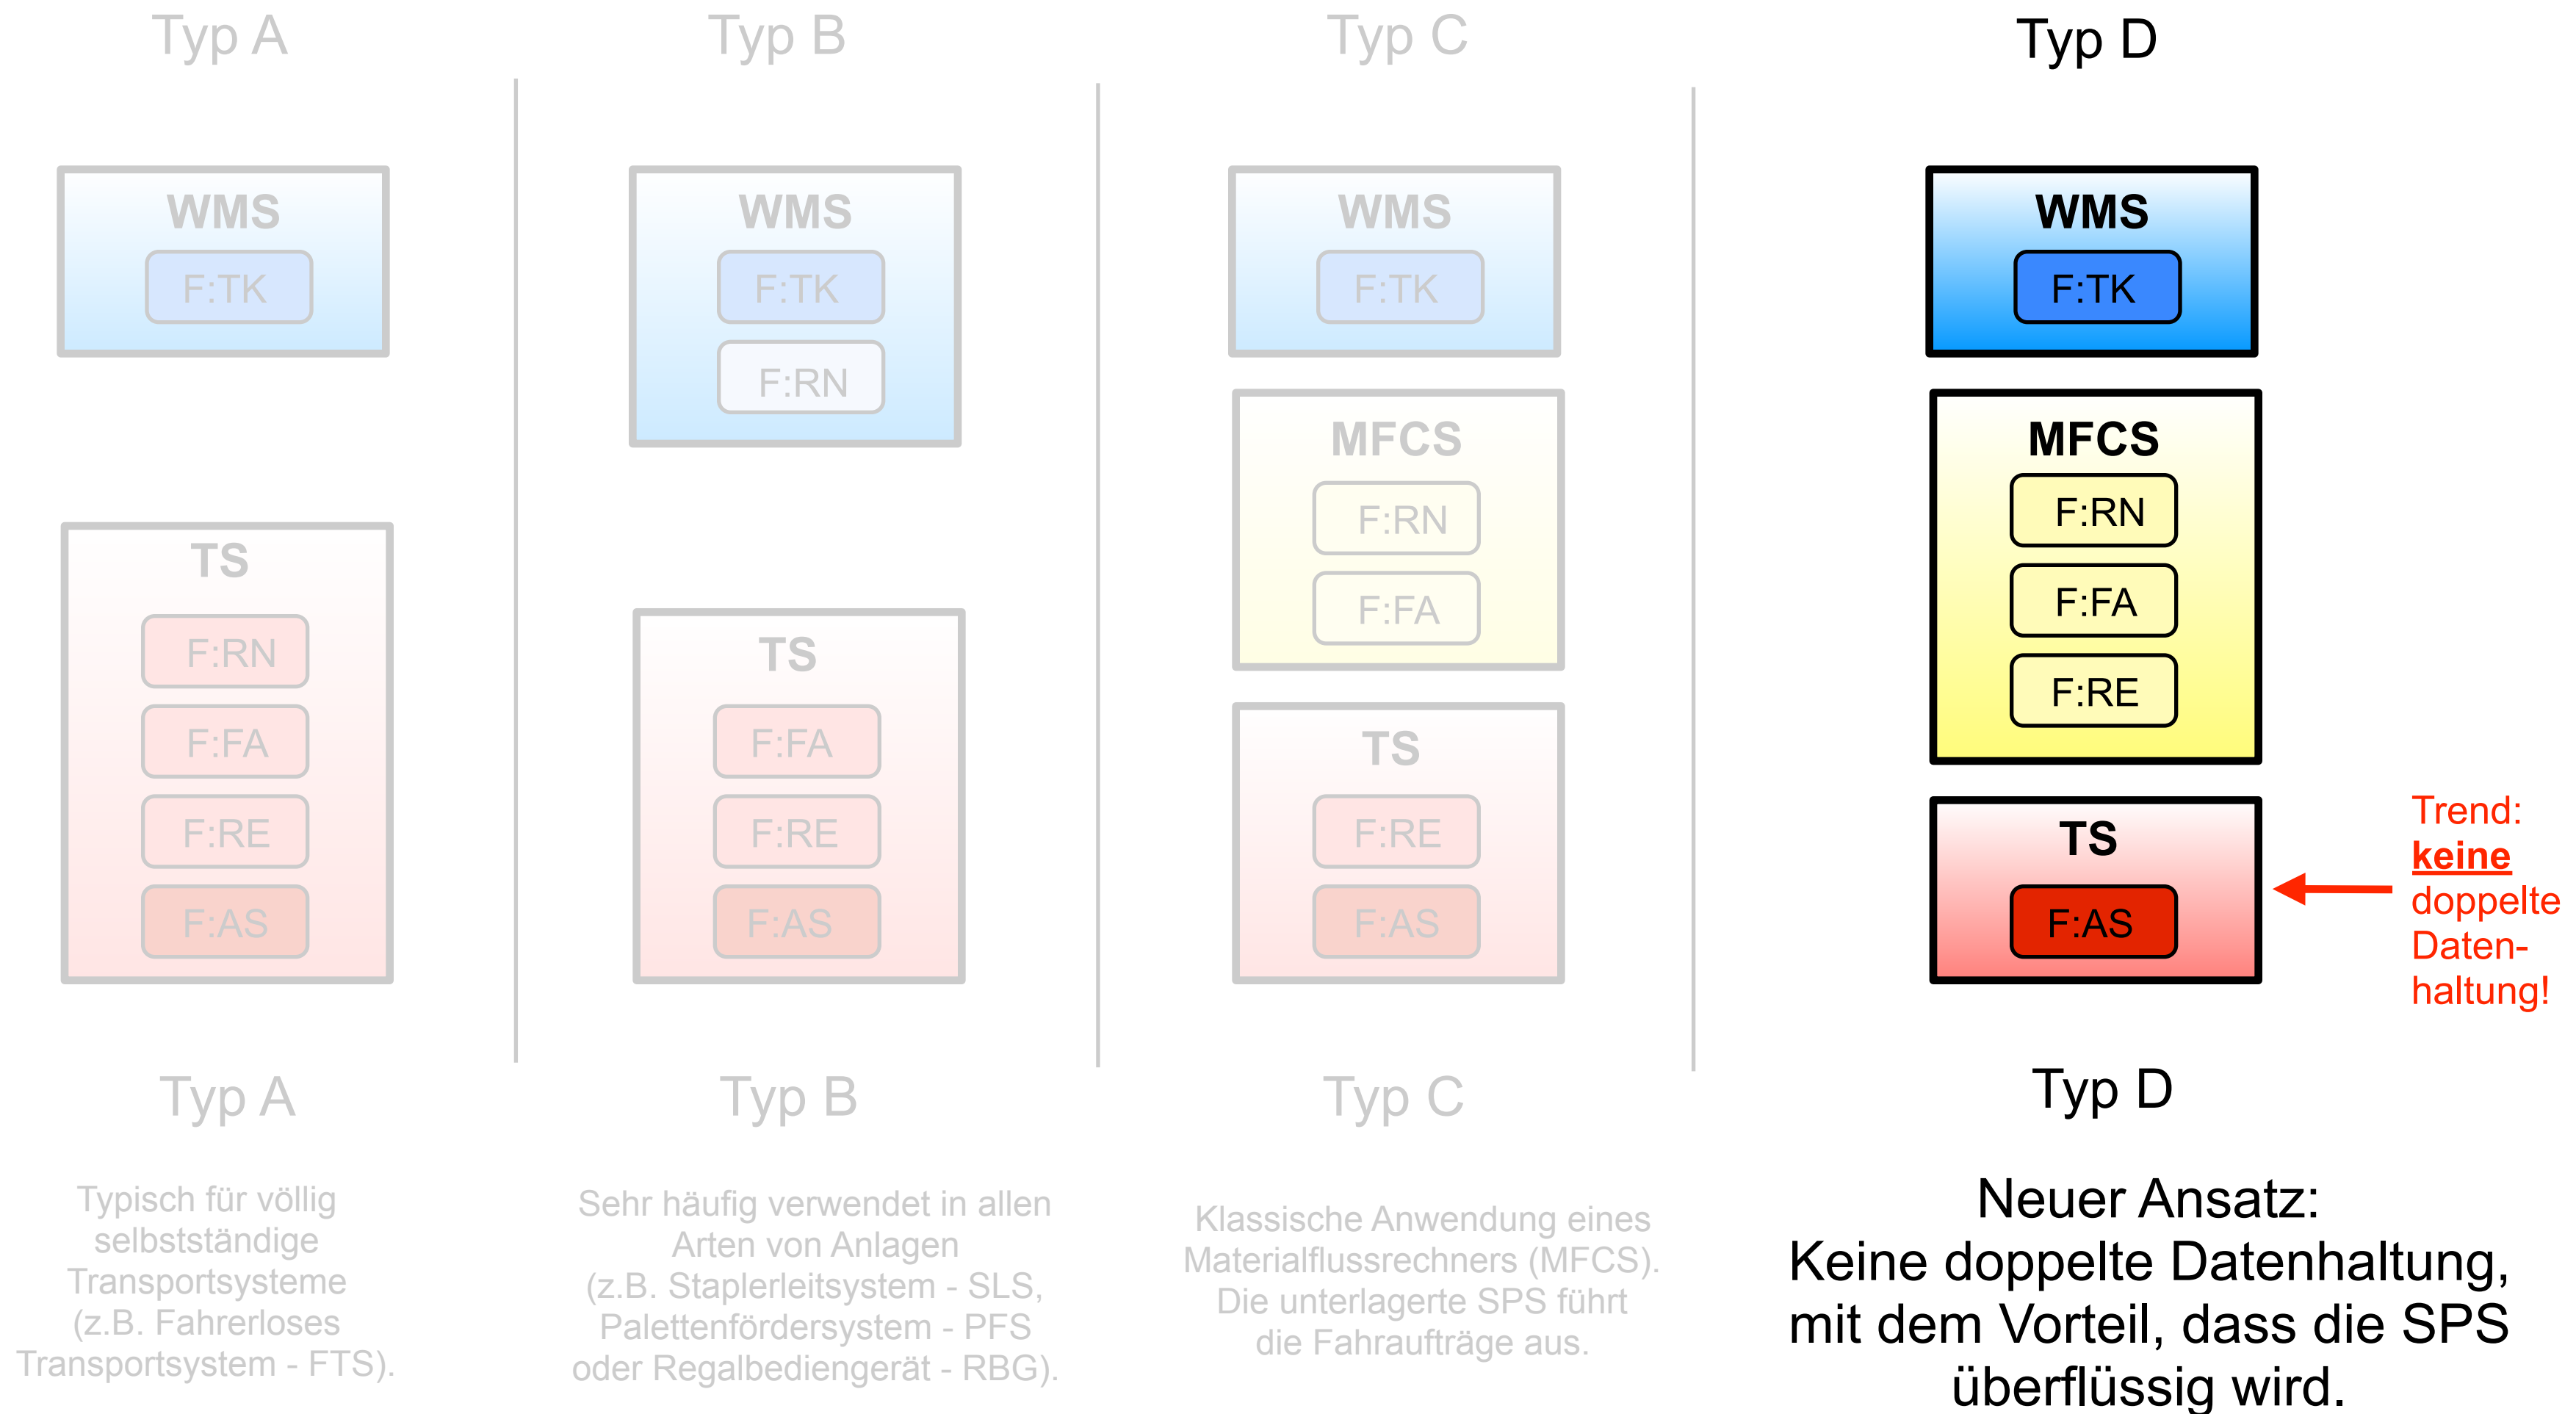 Typ A
Typ B
Typ C
Typ D
WMS
F:TK
TS
F:RN
F:FA
F:RE
F:AS
WMS
F:TK
F:RN
TS
F:FA
F:RE
F:AS
WMS
F:TK
MFCS
F:RN
F:FA
TS
F:RE
F:AS
WMS
F:TK
MFCS
F:RN
F:FA
F:RE
TS
F:AS
Trend:
keine
doppelte
Daten-
haltung!
Typ A
Typisch für völlig
selbstständige
Transportsysteme
(z.B. Fahrerloses
Transportsystem - FTS).
Typ B
Sehr häufig verwendet in allen
Arten von Anlagen
(z.B. Staplerleitsystem - SLS,
Palettenfördersystem - PFS
oder Regalbediengerät - RBG).
Typ C
Klassische Anwendung eines
Materialflussrechners (MFCS).
Die unterlagerte SPS führt
die Fahraufträge aus.
Typ D
Neuer Ansatz:
Keine doppelte Datenhaltung,
mit dem Vorteil, dass die SPS
überflüssig wird.